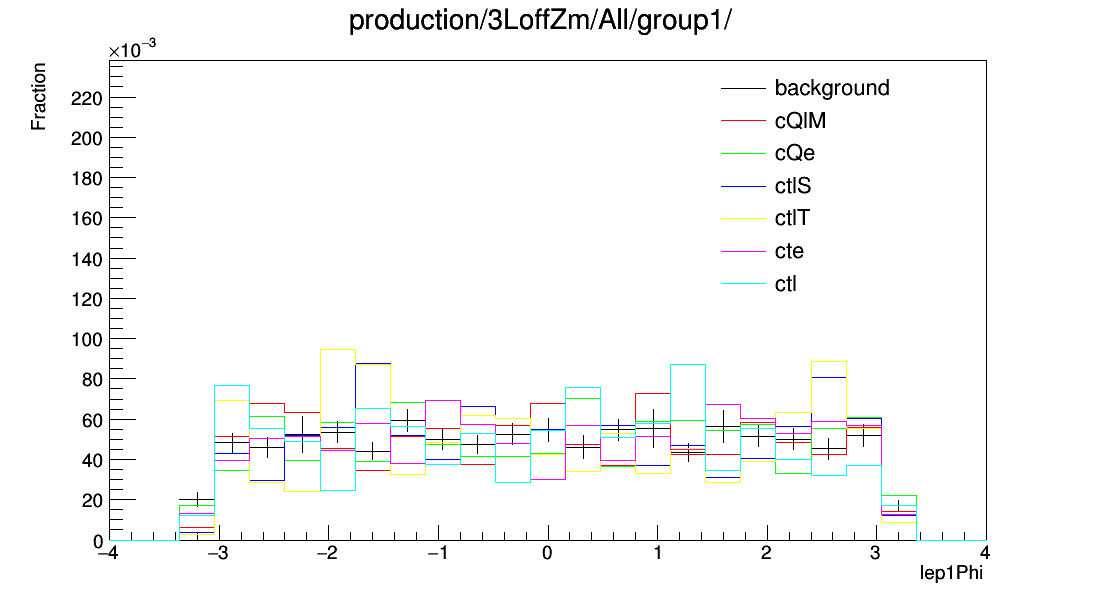 production/3LoffZm/All/group1/
×10⁻³
Fraction
220
200
180
160
140
120
100
80
60
40
20
0
background
cQlM
cQe
ctlS
ctlT
cte
ctl
−4 −3 −2 −1 0 1 2 3 4
lep1Phi